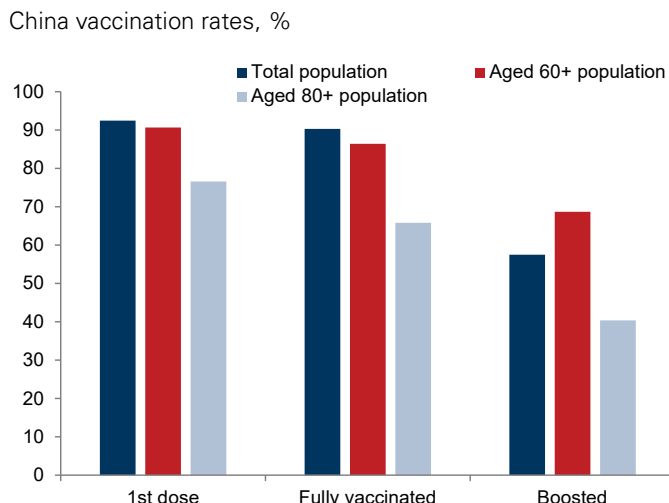 China vaccination rates, %
Total population
Aged 60+ population
Aged 80+ population
100
90
80
70
60
50
40
30
20
10
0
1st dose
Fully vaccinated
Boosted